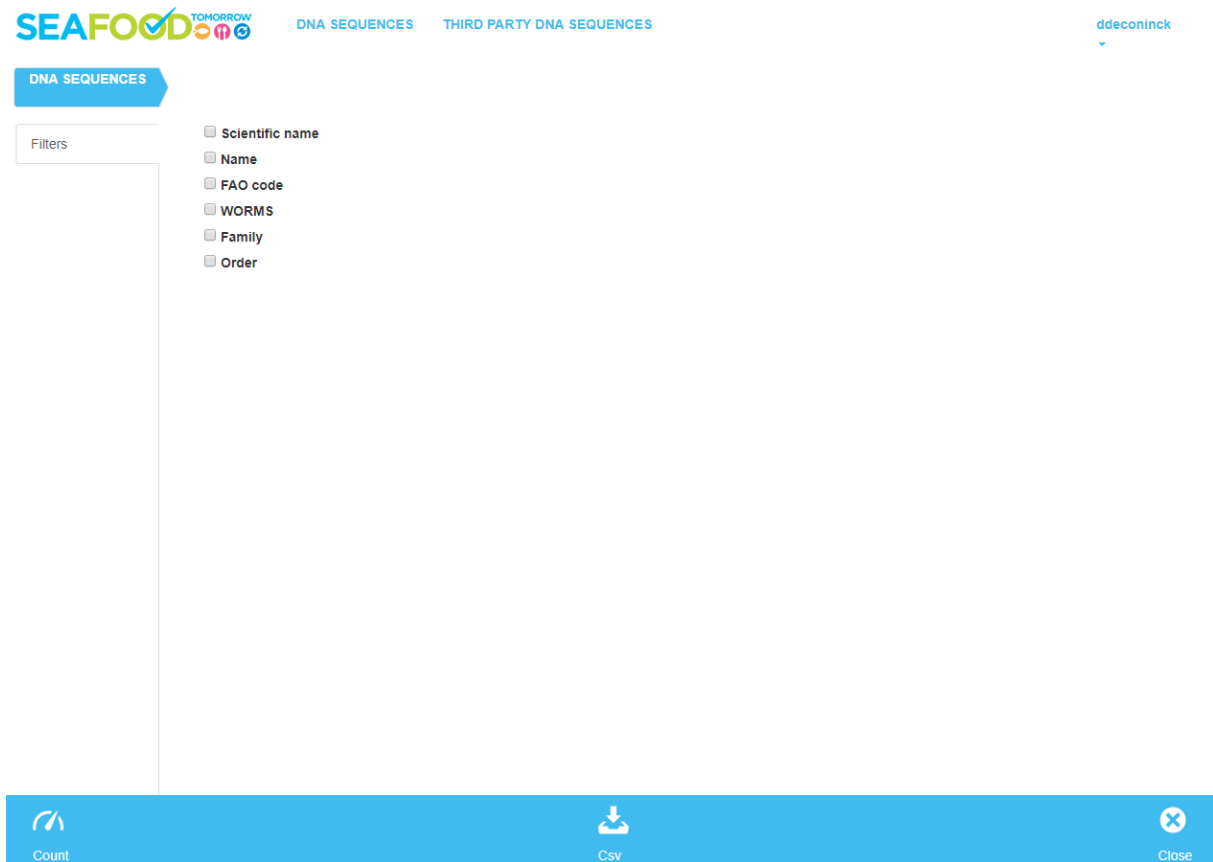 SEAFOOD TOMORROW
DNA SEQUENCES
THIRD PARTY DNA SEQUENCES
ddeconinck
DNA SEQUENCES
Filters
Scientific name
Name
FAO code
WORMS
Family
Order
Count
Csv
Close